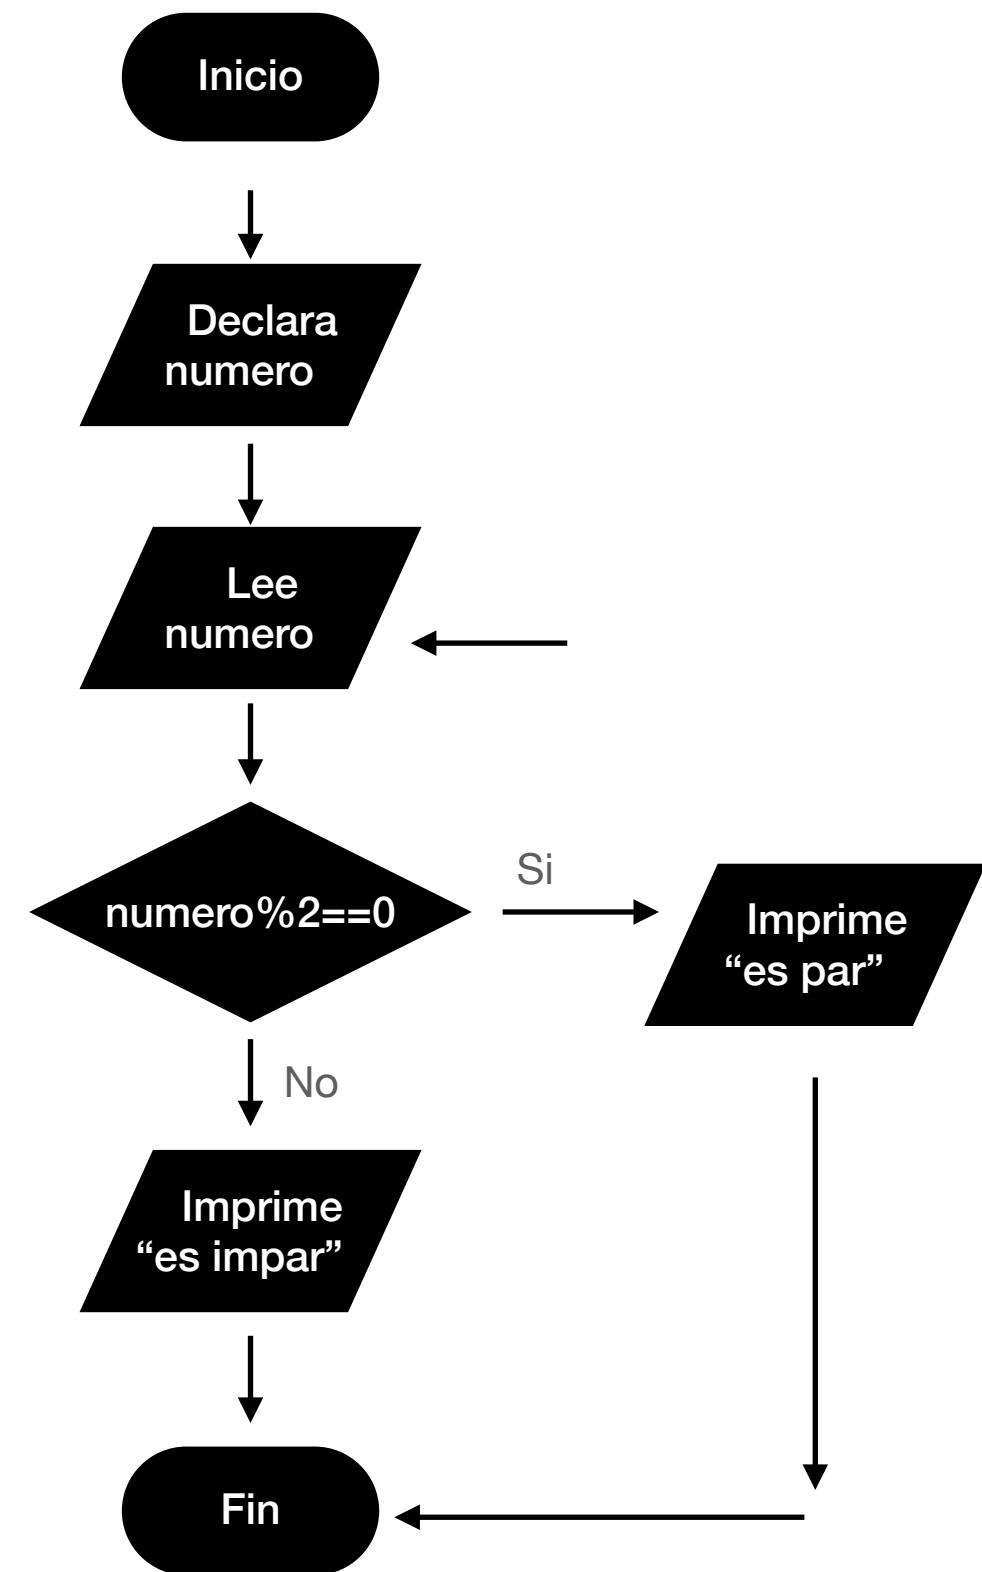 Inicio
Declara
numero
Lee
numero
numero%2==0
Si
Imprime
“es par”
No
Imprime
“es impar”
Fin